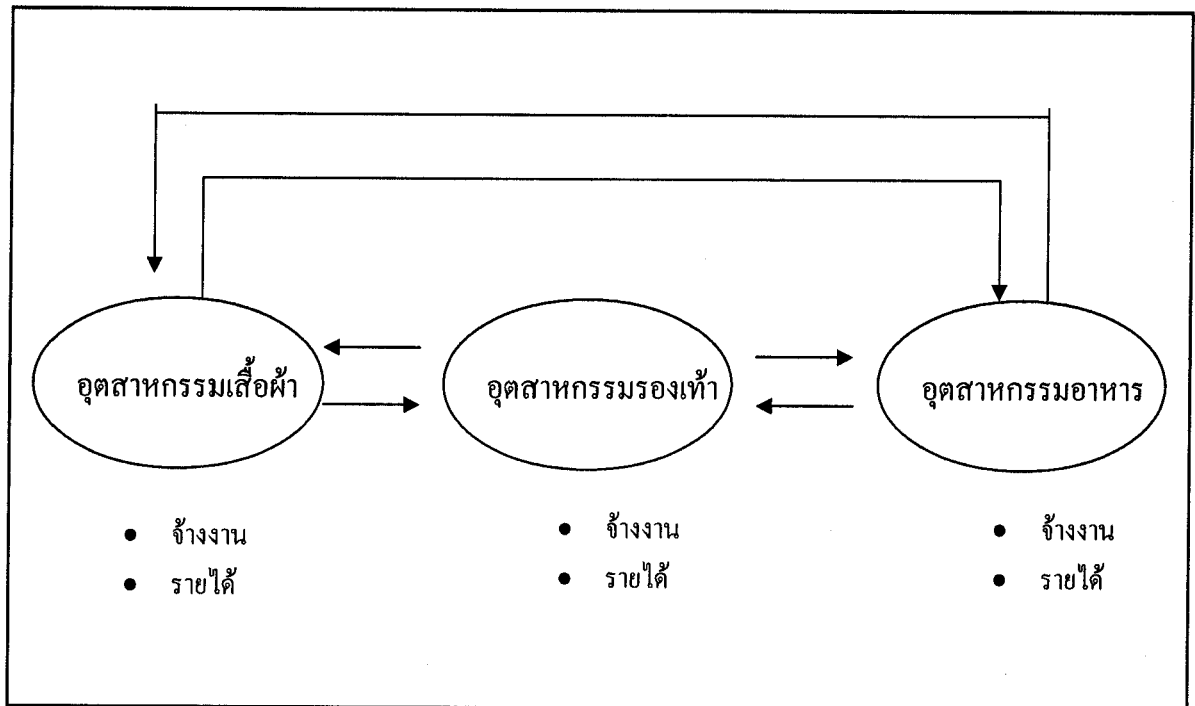 อุตสาหกรรมเสื้อผ้า
อุตสาหกรรมรองเท้า
อุตสาหกรรมอาหาร
• จ้างงาน
• รายได้
• จ้างงาน
• รายได้
• จ้างงาน
• รายได้